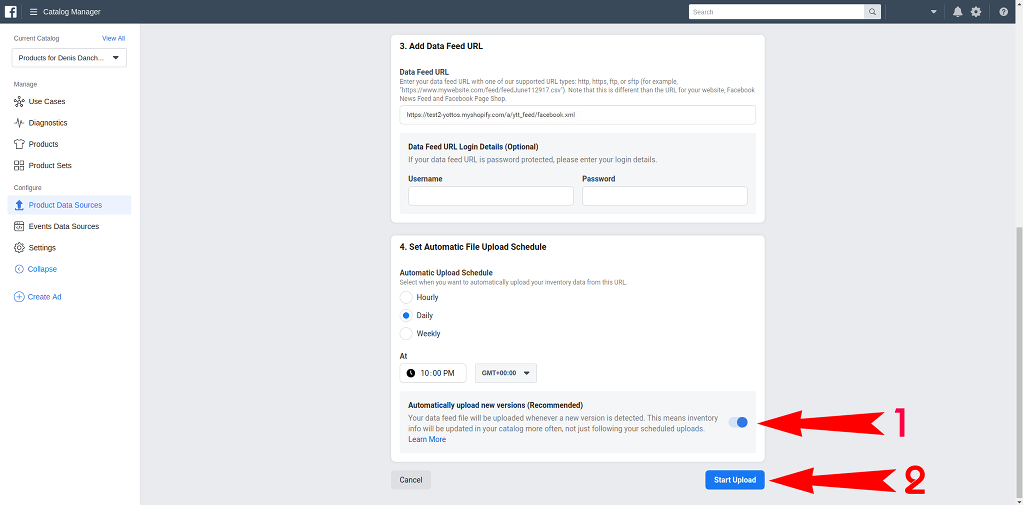 Catalog Manager
Search
Current Catalog
View All
Products for Denis Danch...
Manage
Use Cases
Diagnostics
Products
Product Sets
Configure
Product Data Sources
Events Data Sources
Settings
Collapse
Create Ad
3. Add Data Feed URL
Data Feed URL
Enter your data feed URL with one of our supported URL types: http, https, ftp, or sftp (for example,
"https://www.mywebsite.com/feed/feedJune112917.csv"). Note that this is different than the URL for your website, Facebook
News Feed and Facebook Page Shop.
https://test2-yottos.myshopify.com/a/ytt_feed/facebook.xml
Data Feed URL Login Details (Optional)
If your data feed URL is password protected, please enter your login details.
Username
Password
4. Set Automatic File Upload Schedule
Automatic Upload Schedule
Select when you want to automatically upload your inventory data from this URL.
Hourly
Daily
Weekly
At
10:00 PM
GMT+00:00
Automatically upload new versions (Recommended)
Your data feed file will be uploaded whenever a new version is detected. This means inventory
info will be updated in your catalog more often, not just following your scheduled uploads.
Learn More
1
Cancel
Start Upload
2